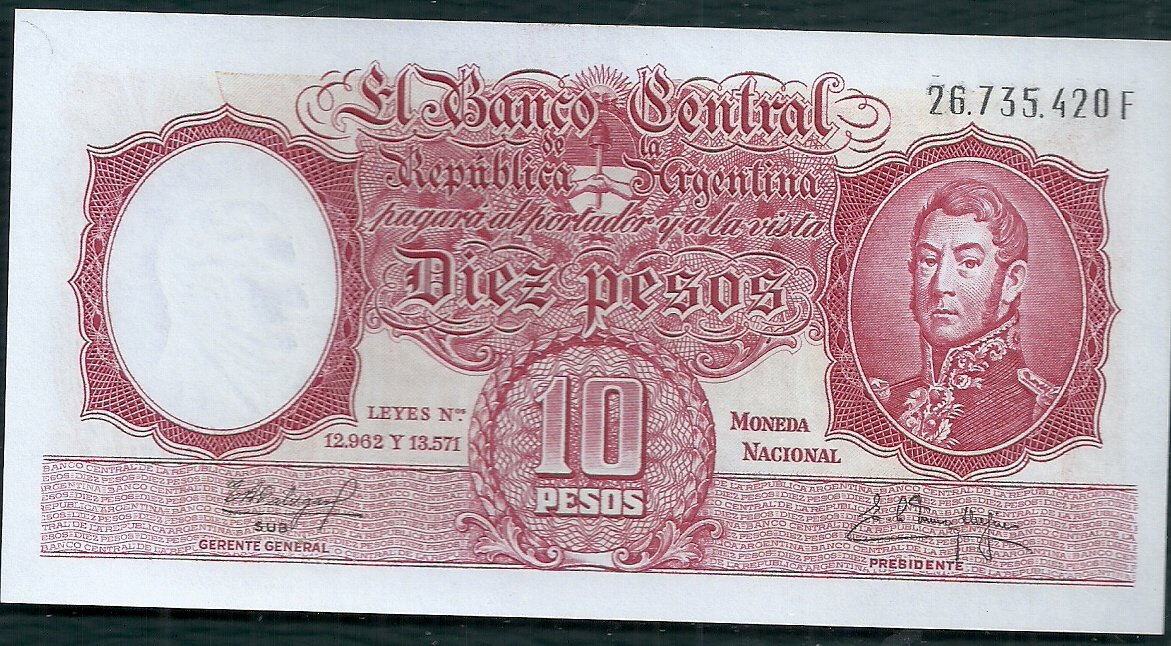 26.735.420 F
El Banco Central
de la
República Argentina
pagará al portador y a la vista
Diez pesos
LEYES Nos.
12.962 Y 13.571
10
PESOS
MONEDA
NACIONAL
SUB
GERENTE GENERAL
PRESIDENTE